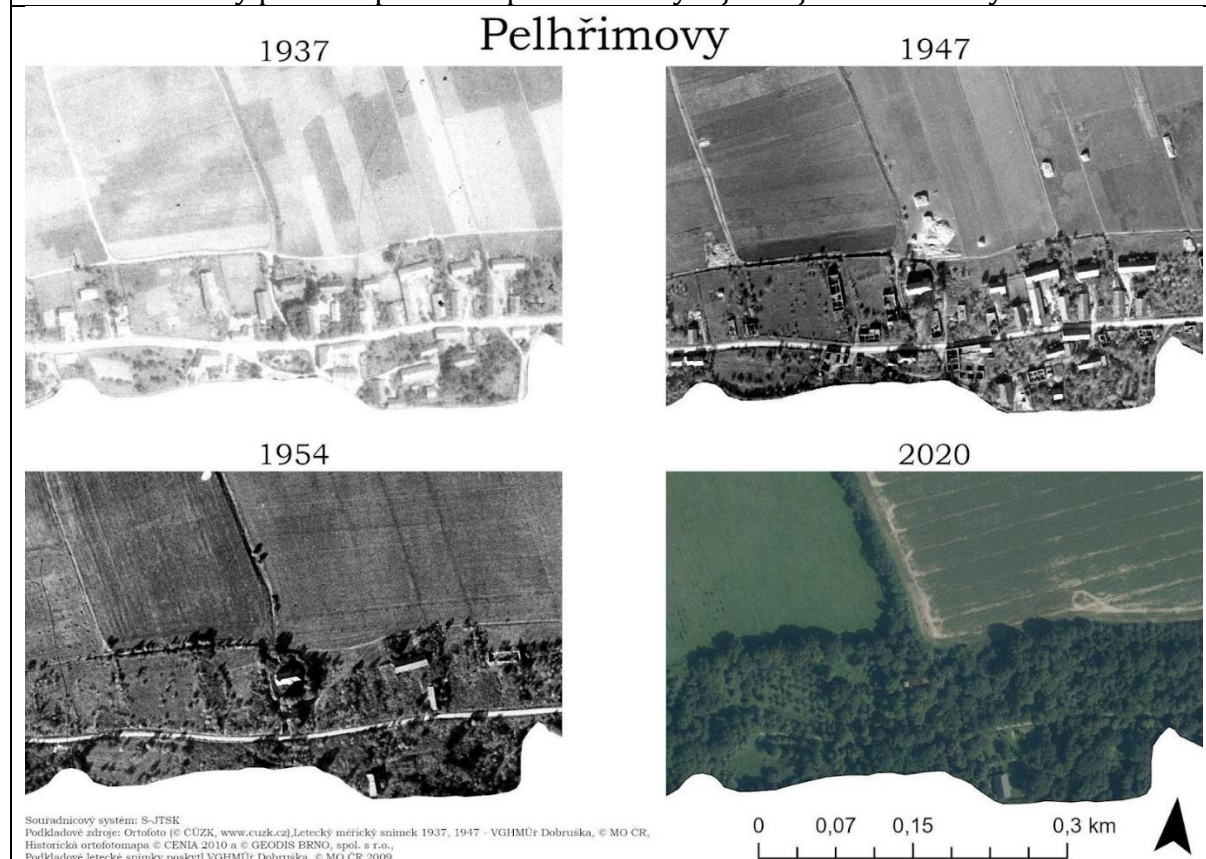 Pelhřimovy
1937
1947
1954
2020
Souřadnicový systém: S-JTSK
Podkladové zdroje: Ortofoto (© ČÚZK, www.cuzk.cz),Letecký měřický snímek 1937, 1947 - VGHMÚř Dobruška, © MO ČR,
Historická ortofotomapa © CENIA 2010 a © GEODIS BRNO, spol. s r.o.,
Podkladové letecké snímky poskytl VGHMÚř Dobruška, © MO ČR 2009
0 0,07 0,15 0,3 km